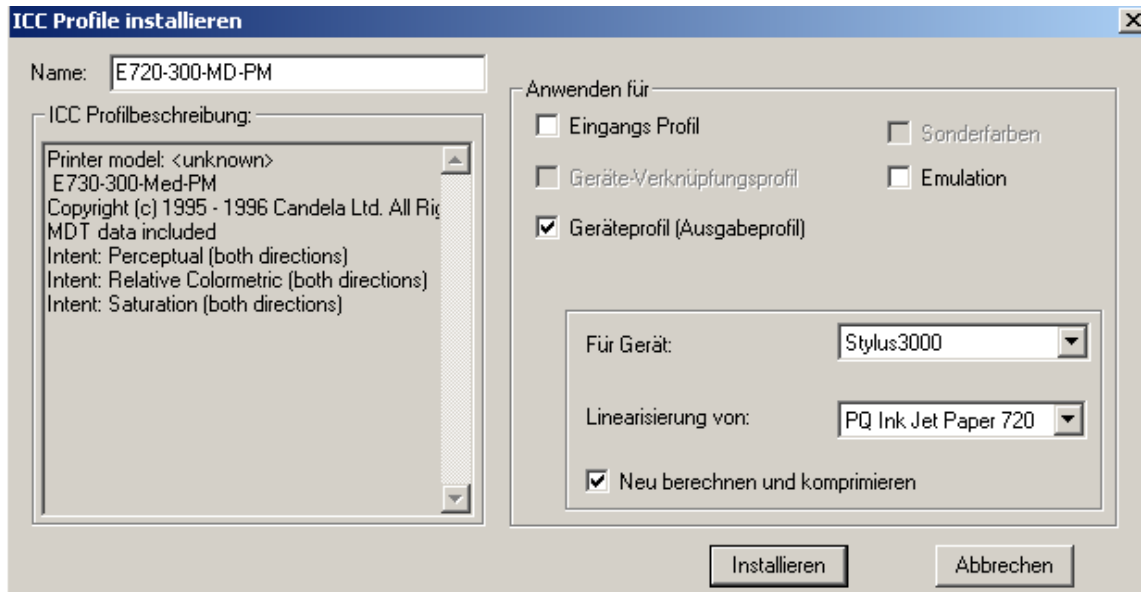 ICC Profile installieren
Name: E720-300-MD-PM
ICC Profilbeschreibung:
Printer model: <unknown>
E730-300-Med-PM
Copyright (c) 1995 - 1996 Candela Ltd. All
MDT data included
Intent: Perceptual (both directions)
Intent: Relative Colormetric (both directions)
Intent: Saturation (both directions)
Anwenden für
Eingangs Profil
Sonderfarben
Geräte-Verknüpfungsprofil
Emulation
Geräteprofil (Ausgabeprofil)
Für Gerät: Stylus3000
Linearisierung von: PQ Ink Jet Paper 720
Neu berechnen und komprimieren
Installieren
Abbrechen